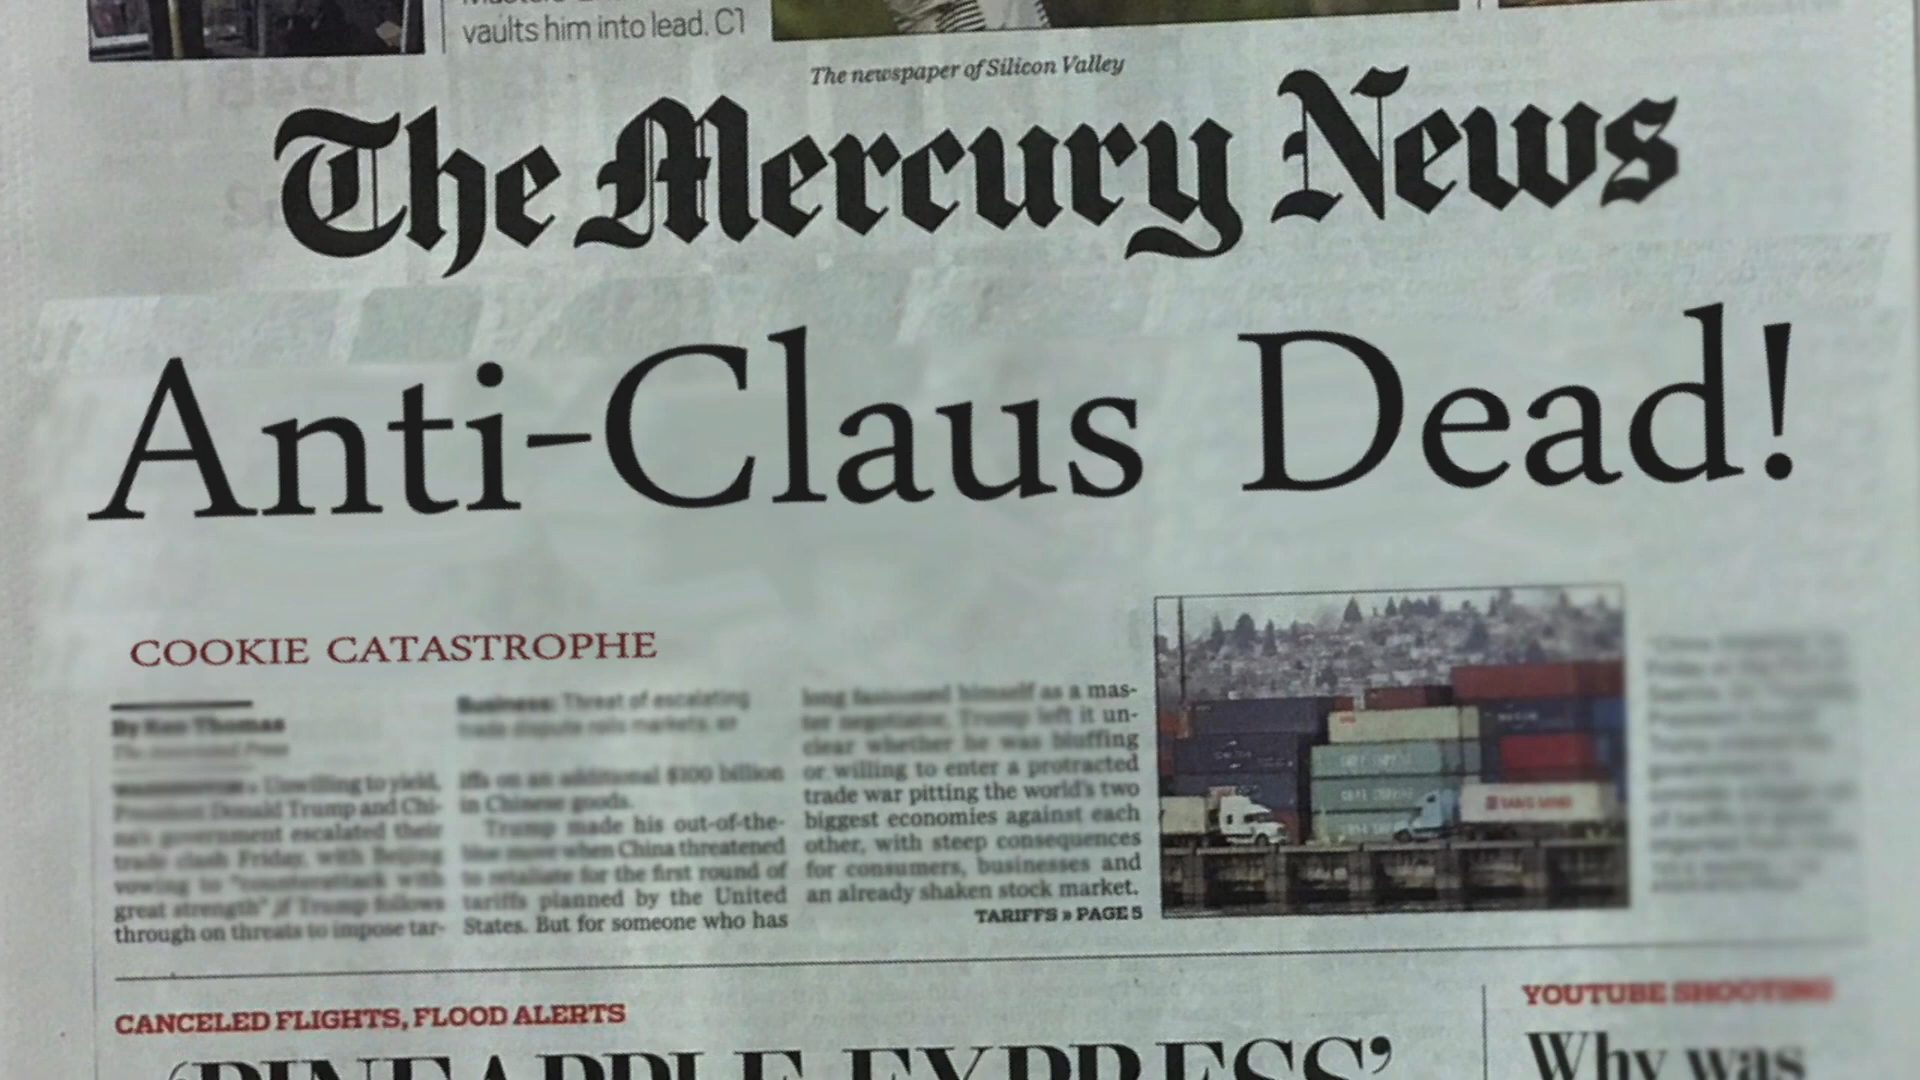 vaults him into lead. C1
The newspaper of Silicon Valley
The Mercury News
Anti-Claus Dead!
COOKIE CATASTROPHE
By Ken Thomas
The Associated Press
Unwilling to yield,
President Donald Trump and Chi-
na's government escalated their
trade clash Friday, with Beijing
vowing to "counterattack with
great strength" if Trump follows
through on threats to impose tar-
Business: Threat of escalating
trade dispute roils markets.
iffs on an additional $100 billion
in Chinese goods.
Trump made his out-of-the-
blue move when China threatened
to retaliate for the first round of
tariffs planned by the United
States. But for someone who has
long fashioned himself as a mas-
ter negotiator, Trump left it un-
clear whether he was bluffing
or willing to enter a protracted
trade war pitting the world's two
biggest economies against each
other, with steep consequences
for consumers, businesses and
an already shaken stock market.
TARIFFS » PAGE 5
CANCELED FLIGHTS, FLOOD ALERTS
'PINEAPPLE EXPRESS'
YOUTUBE SHOOTING
Why was